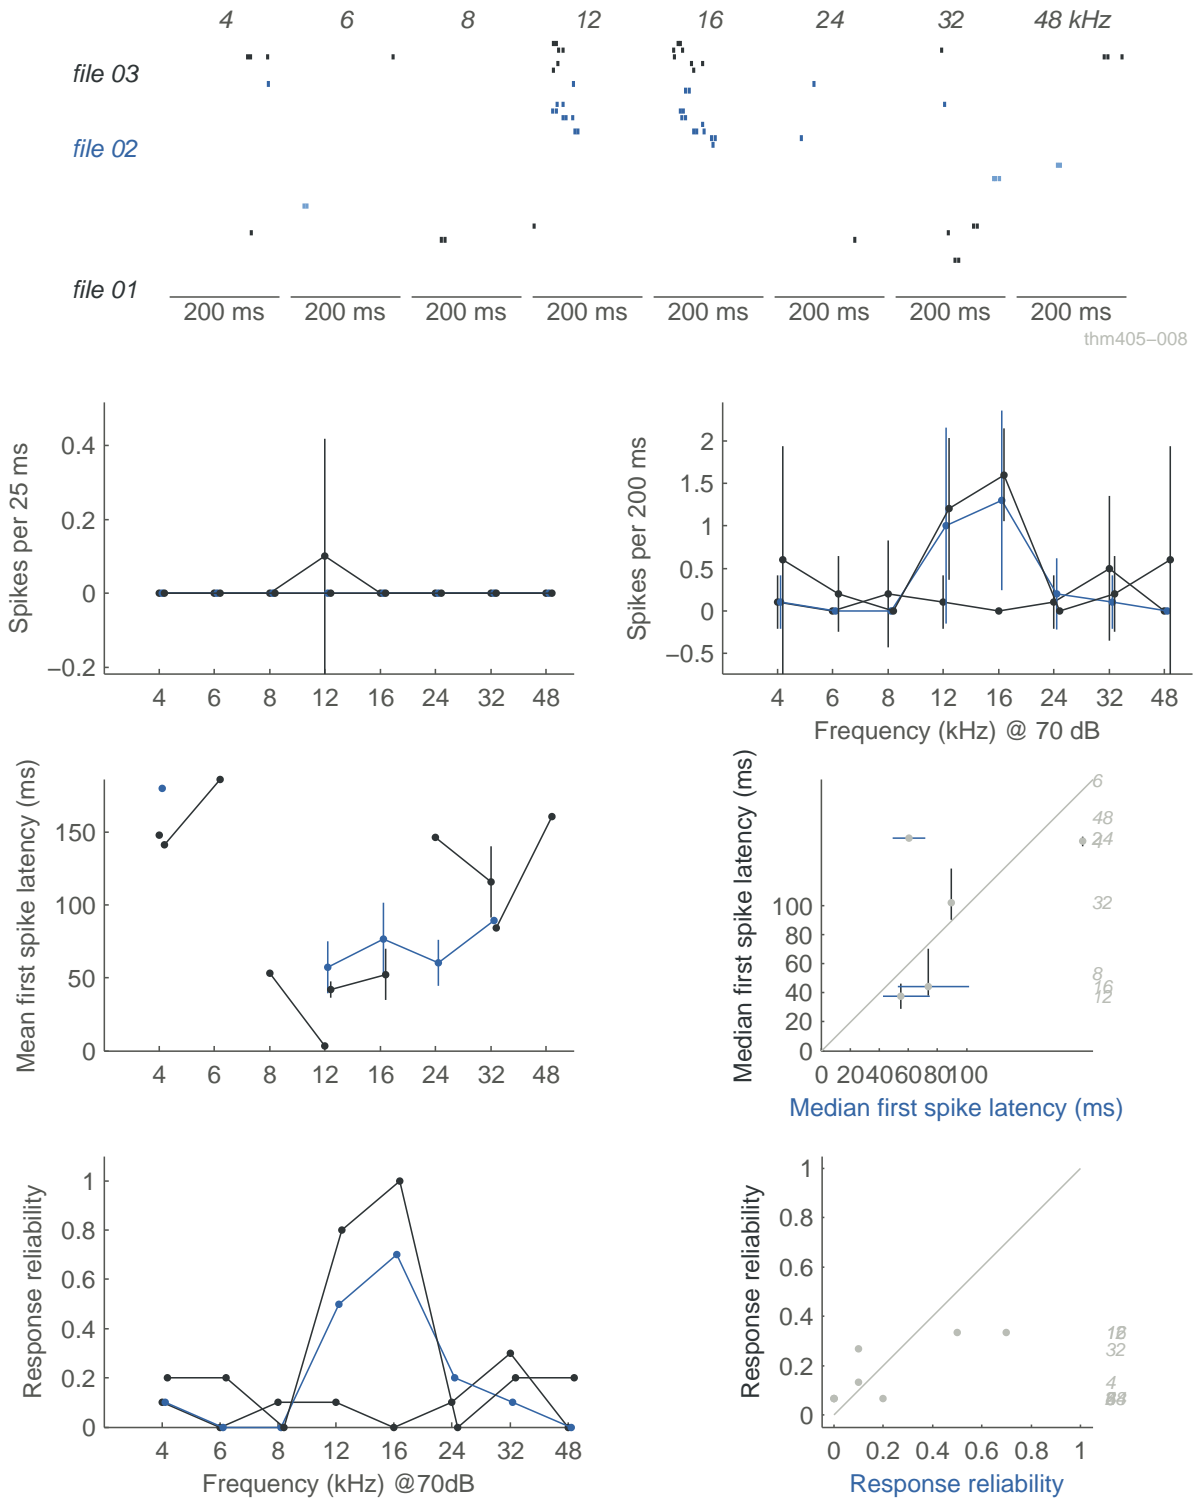 4 6 8 12 16 24 32 48 kHz
file 03
file 02
file 01
200 ms 200 ms 200 ms 200 ms 200 ms 200 ms 200 ms 200 ms
thm405–008
Spikes per 25 ms
0.4
0.2
0
–0.2
4 6 8 12 16 24 32 48
Spikes per 200 ms
2
1.5
1
0.5
0
–0.5
4 6 8 12 16 24 32 48
Frequency (kHz) @ 70 dB
Mean first spike latency (ms)
150
100
50
0
4 6 8 12 16 24 32 48
Median first spike latency (ms)
100
80
60
40
20
0
0 20 40 60 80 100
Median first spike latency (ms)
6
48
24
32
8
16
12
Response reliability
1
0.8
0.6
0.4
0.2
0
4 6 8 12 16 24 32 48
Frequency (kHz) @70dB
Response reliability
1
0.8
0.6
0.4
0.2
0
0 0.2 0.4 0.6 0.8 1
Response reliability
32
4